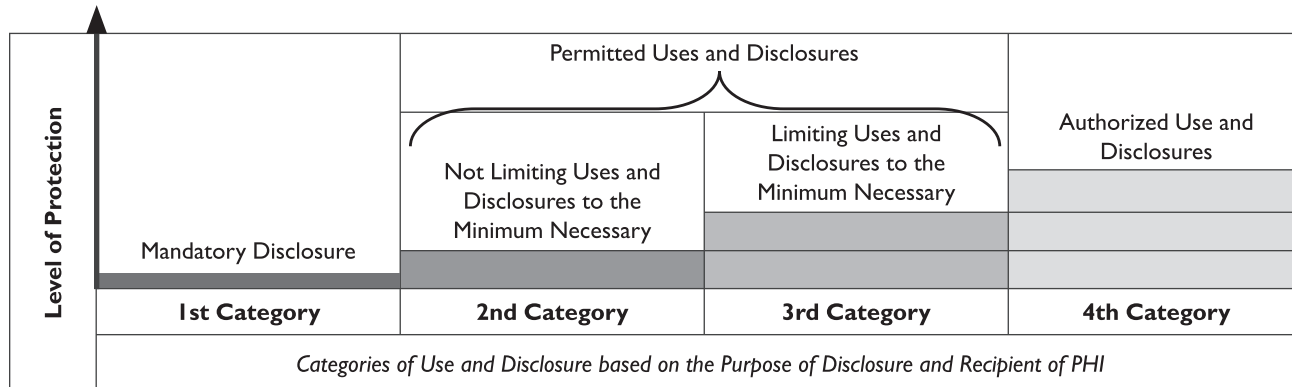 Level of Protection
Permitted Uses and Disclosures
Mandatory Disclosure
Not Limiting Uses and
Disclosures to the
Minimum Necessary
Limiting Uses and
Disclosures to the
Minimum Necessary
Authorized Use and
Disclosures
1st Category
2nd Category
3rd Category
4th Category
Categories of Use and Disclosure based on the Purpose of Disclosure and Recipient of PHI